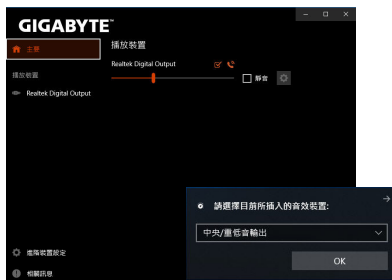 GIGABYTE™
主要
播放裝置
Realtek Digital Output
播放裝置
Realtek Digital Output
靜音
請選擇目前所插入的音效裝置:
中央/重低音輸出
OK
進階裝置設定
相關訊息